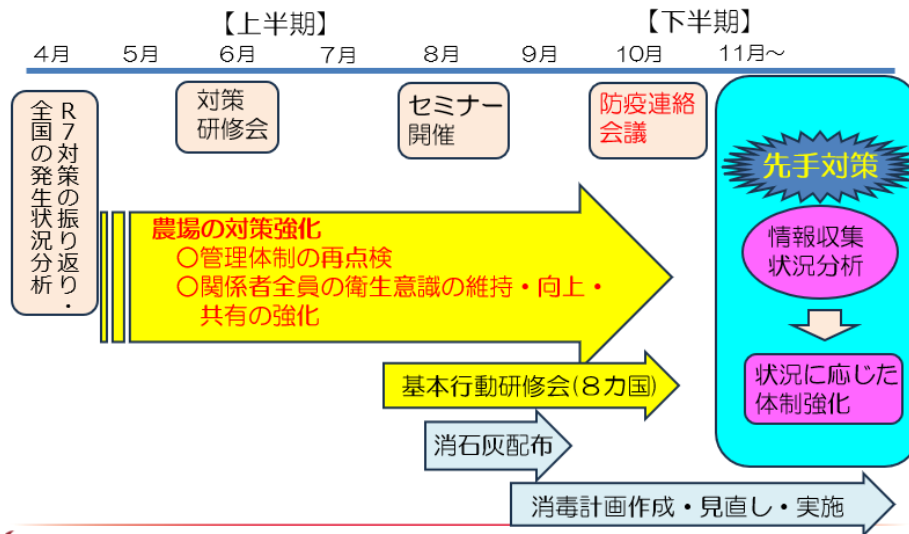 【上半期】
【下半期】
4月
5月
6月
7月
8月
9月
10月
11月～
R7対策の振り返り・
全国の発生状況分析
対策
研修会
セミナー
開催
防疫連絡
会議
先手対策
情報収集
状況分析
状況に応じた
体制強化
農場の対策強化
○管理体制の再点検
○関係者全員の衛生意識の維持・向上・
共有の強化
基本行動研修会(8カ国)
消石灰配布
消毒計画作成・見直し・実施